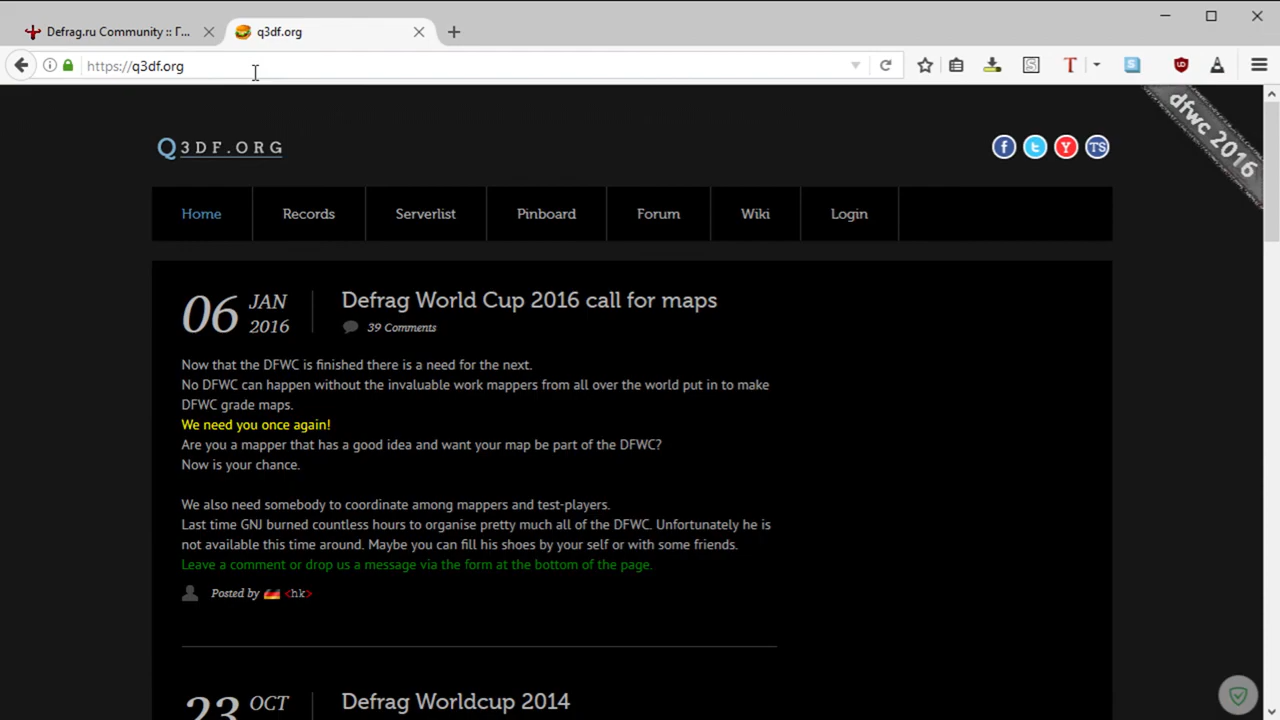 Defrag.ru Community :: Г...
q3df.org
https://q3df.org
dfwc 2016
Q3DF.ORG
Home
Records
Serverlist
Pinboard
Forum
Wiki
Login
06 JAN 2016
Defrag World Cup 2016 call for maps
39 Comments
Now that the DFWC is finished there is a need for the next.
No DFWC can happen without the invaluable work mappers from all over the world put in to make
DFWC grade maps.
We need you once again!
Are you a mapper that has a good idea and want your map be part of the DFWC?
Now is your chance.
We also need somebody to coordinate among mappers and test-players.
Last time GNJ burned countless hours to organise pretty much all of the DFWC. Unfortunately he is
not available this time around. Maybe you can fill his shoes by your self or with some friends.
Leave a comment or drop us a message via the form at the bottom of the page.
Posted by <hk>
23 OCT
Defrag Worldcup 2014